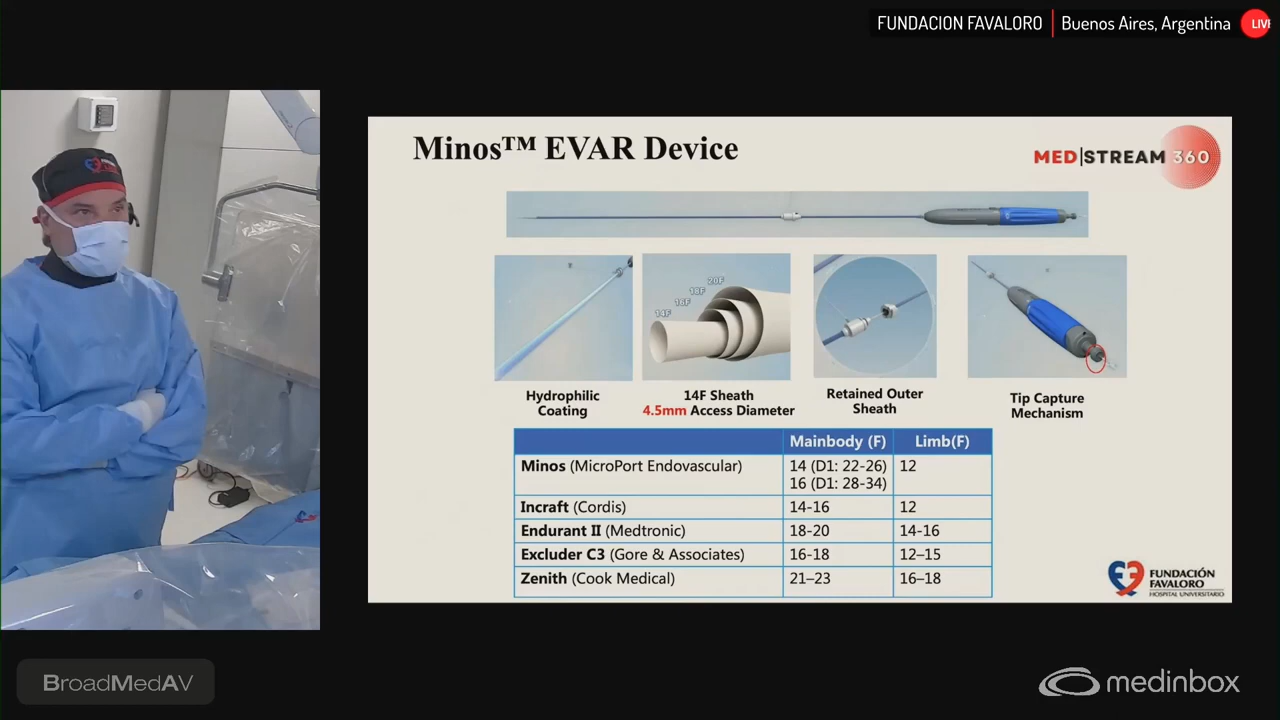 FUNDACION FAVALORO | Buenos Aires, Argentina LIVE
Minos™ EVAR Device
MED|STREAM 360
14F
16F
18F
20F
Hydrophilic
Coating
14F Sheath
4.5mm Access Diameter
Retained Outer
Sheath
Tip Capture
Mechanism
Mainbody (F) Limb(F)
Minos (MicroPort Endovascular) 14 (D1: 22-26) 12
16 (D1: 28-34)
Incraft (Cordis) 14-16 12
Endurant II (Medtronic) 18-20 14-16
Excluder C3 (Gore & Associates) 16-18 12–15
Zenith (Cook Medical) 21–23 16–18
FUNDACIÓN
FAVALORO
HOSPITAL UNIVERSITARIO
BroadMedAV
medinbox